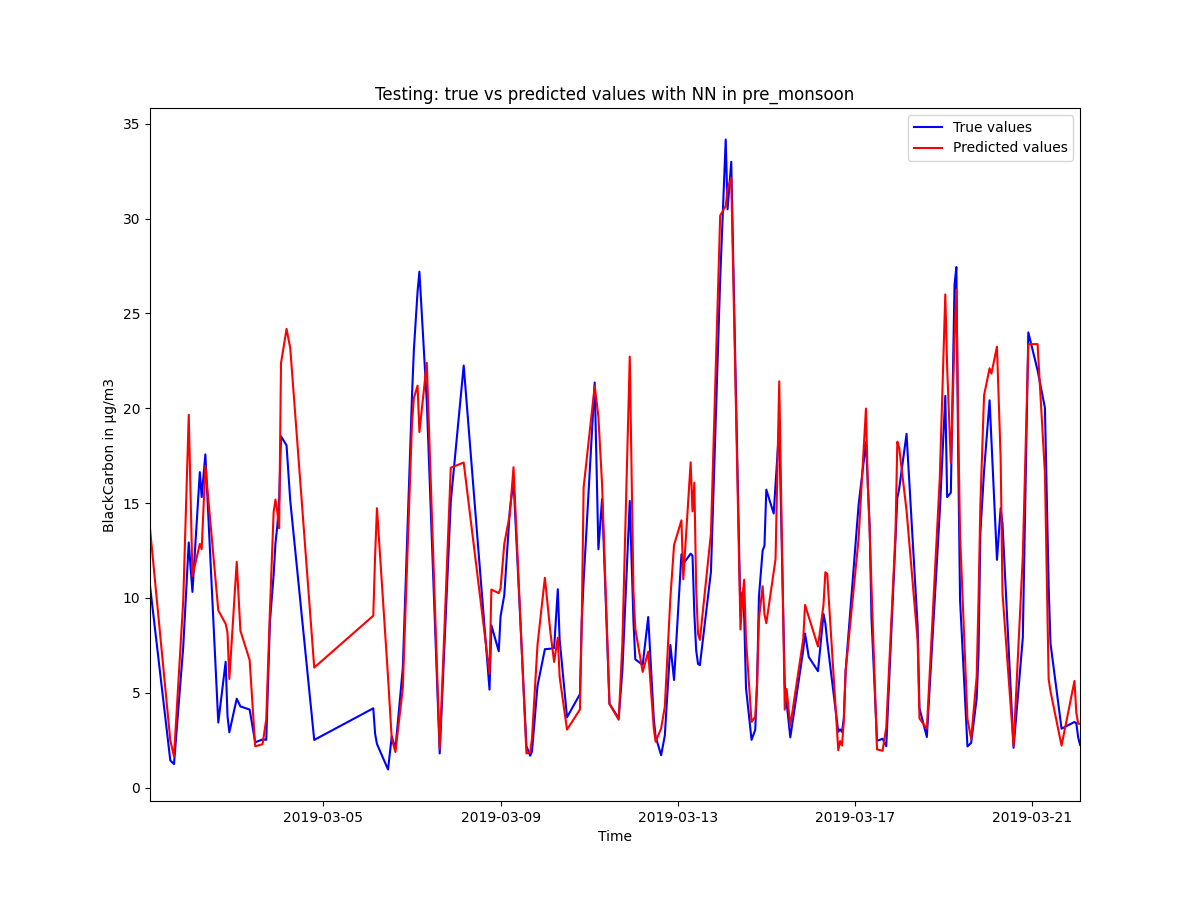 Testing: true vs predicted values with NN in pre_monsoon
True values
Predicted values
BlackCarbon in µg/m3
35
30
25
20
15
10
5
0
2019-03-05
2019-03-09
2019-03-13
2019-03-17
2019-03-21
Time